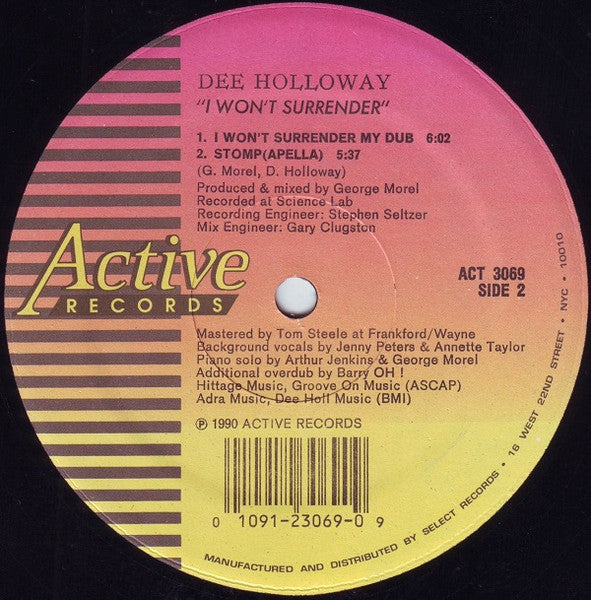 DEE HOLLOWAY
"I WON'T SURRENDER"
1. I WON'T SURRENDER MY DUB 6:02
2. STOMP(APELLA) 5:37
(G. Morel, D. Holloway)
Produced & mixed by George Morel
Recorded at Science Lab
Recording Engineer: Stephen Seltzer
Mix Engineer: Gary Clugston
Active
RECORDS
ACT 3069
SIDE 2
Mastered by Tom Steele at Frankford/Wayne
Background vocals by Jenny Peters & Annette Taylor
Piano solo by Arthur Jenkins & George Morel
Additional overdub by Barry OH !
Hittage Music, Groove On Music (ASCAP)
Adra Music, Dee Holl Music (BMI)
℗ 1990 ACTIVE RECORDS
0 1091-23069-0 9
MANUFACTURED AND DISTRIBUTED BY SELECT RECORDS • 16 WEST 22ND STREET • NYC • 10010